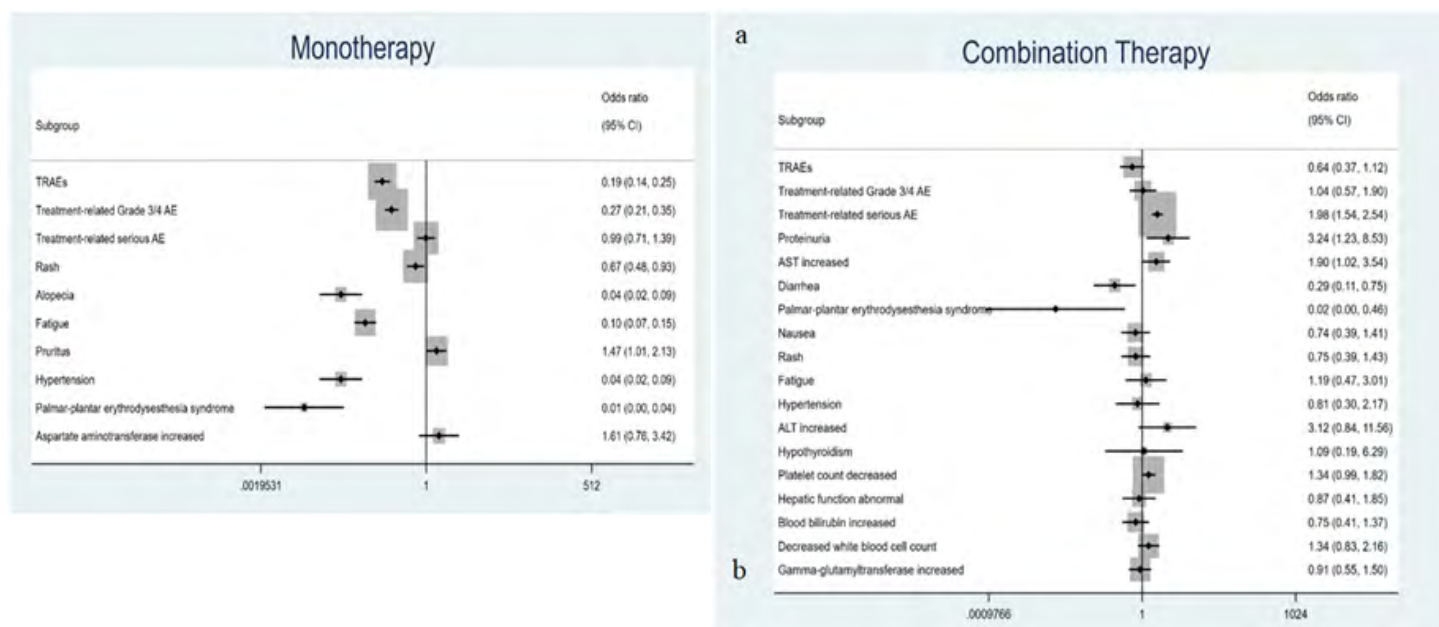 Monotherapy
Odds ratio
Subgroup (95% CI)
TRAEs 0.19 (0.14, 0.25)
Treatment-related Grade 3/4 AE 0.27 (0.21, 0.35)
Treatment-related serious AE 0.99 (0.71, 1.39)
Rash 0.67 (0.48, 0.93)
Alopecia 0.04 (0.02, 0.09)
Fatigue 0.10 (0.07, 0.15)
Pruritus 1.47 (1.01, 2.13)
Hypertension 0.04 (0.02, 0.09)
Palmar-plantar erythrodysesthesia syndrome 0.01 (0.00, 0.04)
Aspartate aminotransferase increased 1.61 (0.76, 3.42)
.0019531 1 512
a
Combination Therapy
Odds ratio
Subgroup (95% CI)
TRAEs 0.64 (0.37, 1.12)
Treatment-related Grade 3/4 AE 1.04 (0.57, 1.90)
Treatment-related serious AE 1.98 (1.54, 2.54)
Proteinuria 3.24 (1.23, 8.53)
AST increased 1.90 (1.02, 3.54)
Diarrhea 0.29 (0.11, 0.75)
Palmar-plantar erythrodysesthesia syndrome 0.02 (0.00, 0.46)
Nausea 0.74 (0.39, 1.41)
Rash 0.75 (0.39, 1.43)
Fatigue 1.19 (0.47, 3.01)
Hypertension 0.81 (0.30, 2.17)
ALT increased 3.12 (0.84, 11.56)
Hypothyroidism 1.09 (0.19, 6.29)
Platelet count decreased 1.34 (0.99, 1.82)
Hepatic function abnormal 0.87 (0.41, 1.85)
Blood bilirubin increased 0.75 (0.41, 1.37)
Decreased white blood cell count 1.34 (0.83, 2.16)
b
Gamma-glutamyltransferase increased 0.91 (0.55, 1.50)
.0009766 1 1024